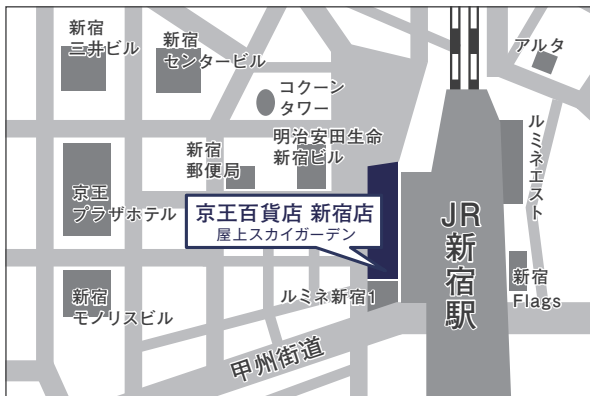 新宿
三井ビル
新宿
センタービル
アルタ
コクーン
タワー
ルミネエスト
明治安田生命
新宿ビル
新宿
郵便局
京王
プラザホテル
京王百貨店 新宿店
屋上スカイガーデン
JR新宿駅
新宿
Flags
新宿
モノリスビル
ルミネ新宿1
甲州街道